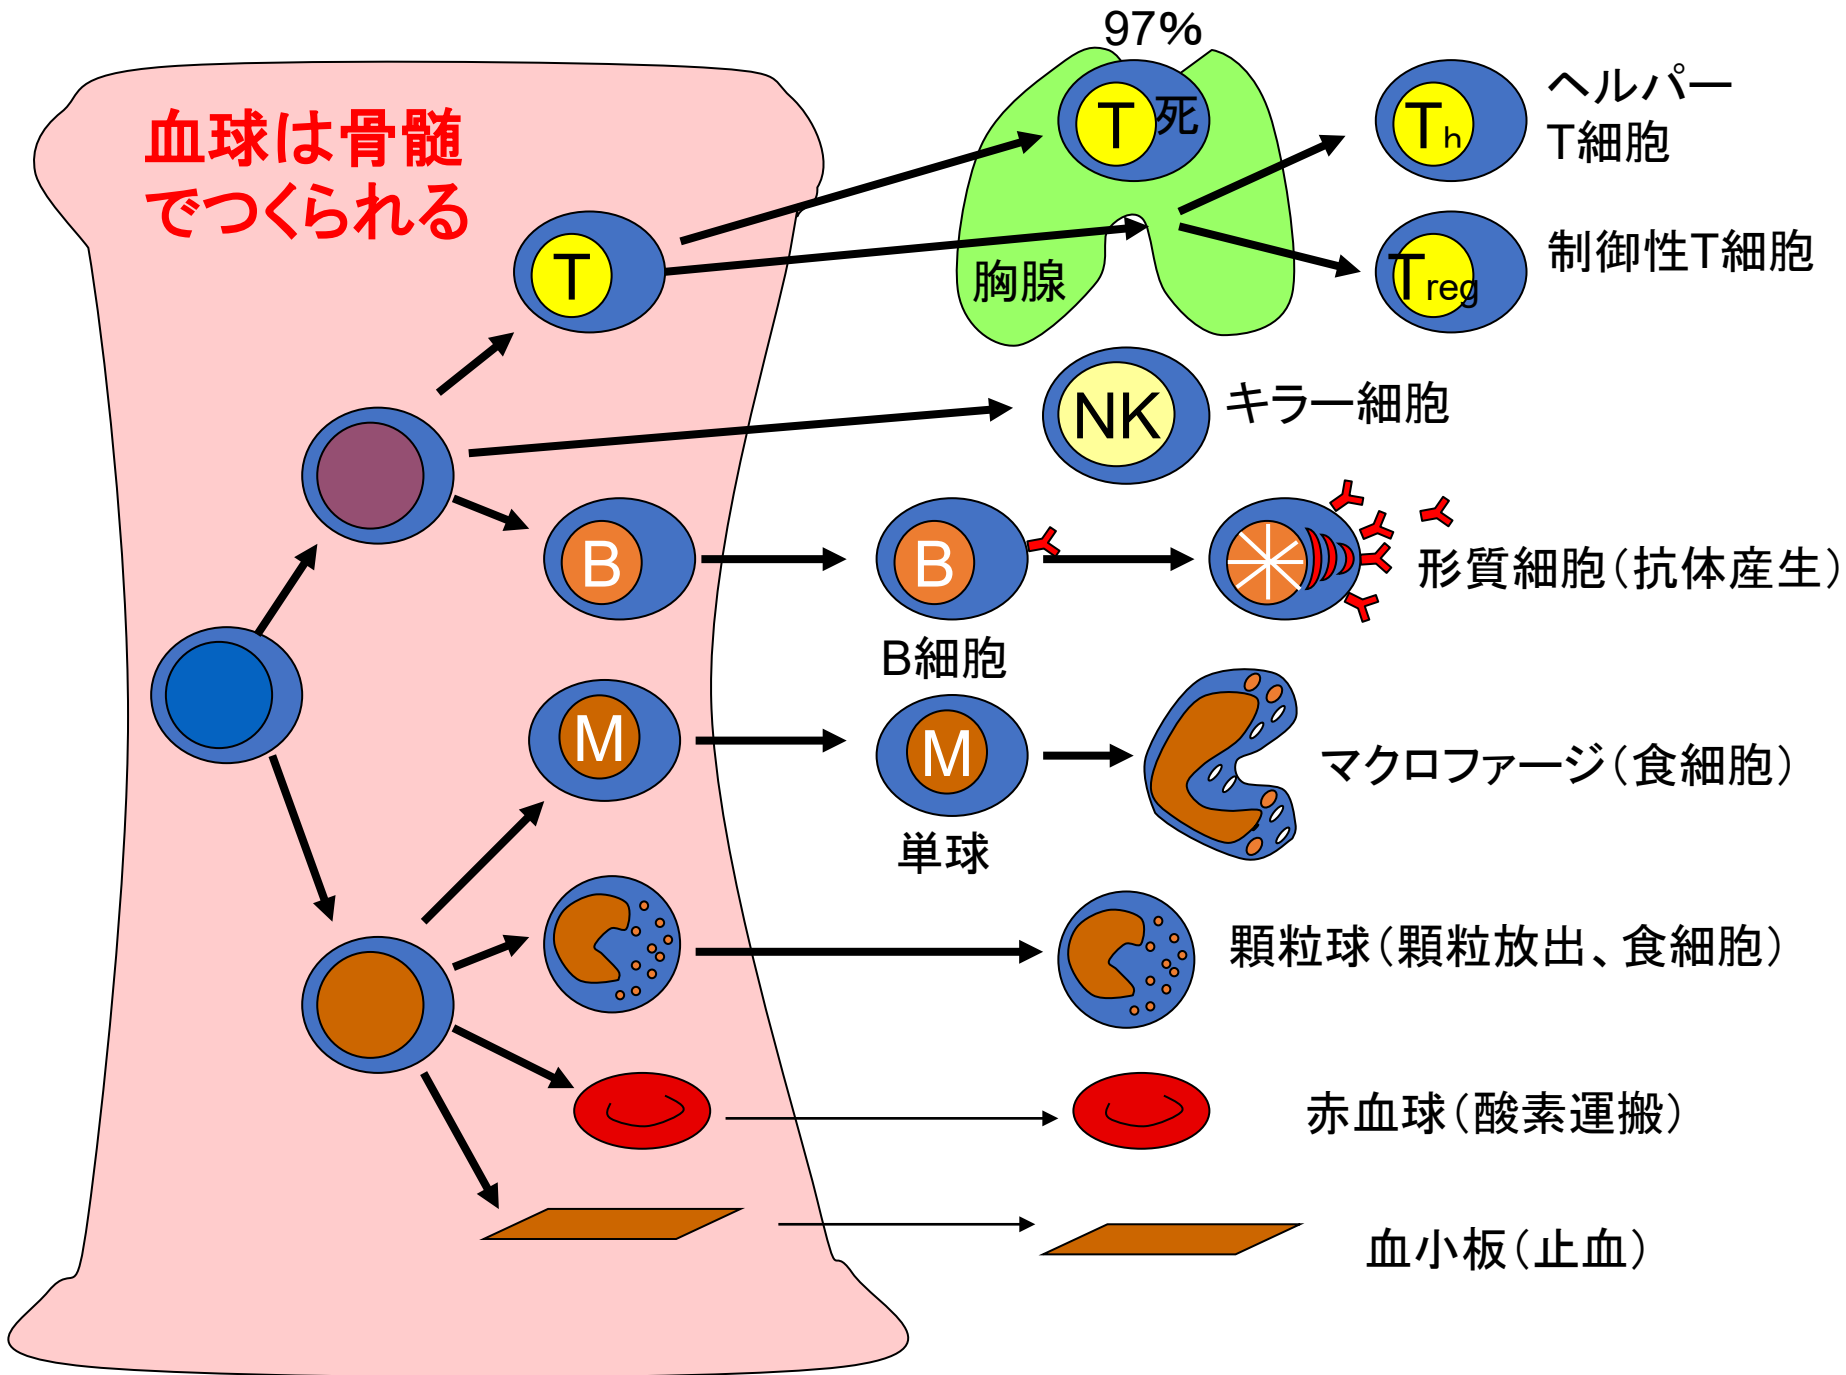 血球は骨髄
でつくられる
97%
T
死
胸腺
T
Th
ヘルパー
T細胞
Treg
制御性T細胞
NK
キラー細胞
B
B
B細胞
形質細胞（抗体産生）
M
M
単球
マクロファージ（食細胞）
顆粒球（顆粒放出、食細胞）
赤血球（酸素運搬）
血小板（止血）